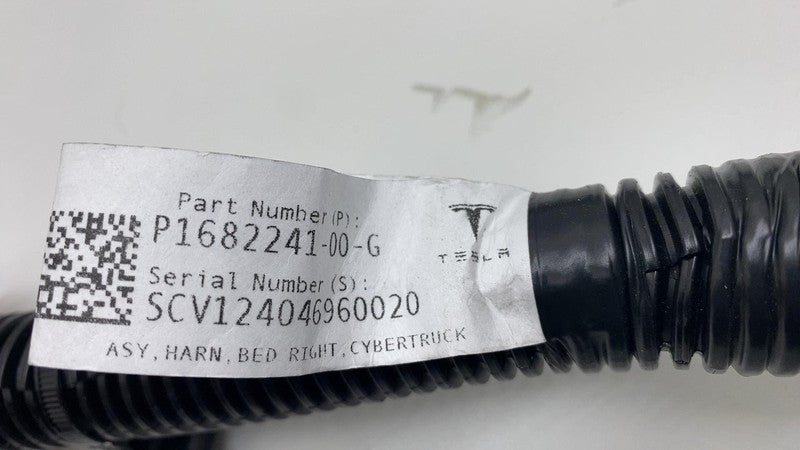 Part Number(P):
P1682241-00-G
TESLA
Serial Number(S):
SCV124046960020
ASY, HARN, BED RIGHT, CYBERTRUCK